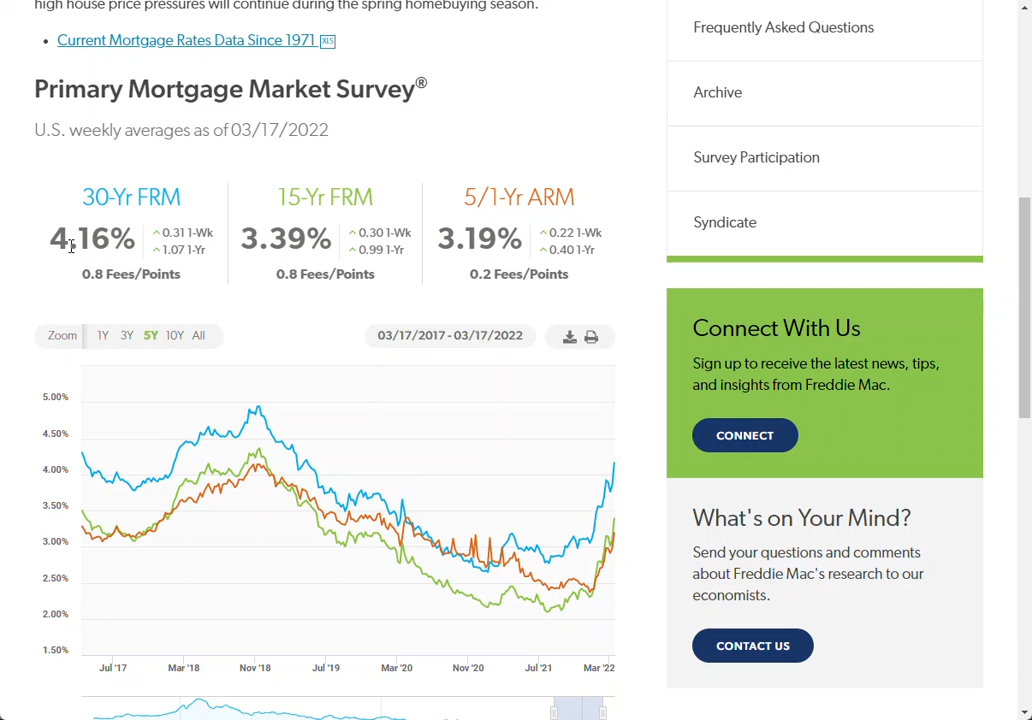 high house price pressures will continue during the spring homebuying season.
• Current Mortgage Rates Data Since 1971 XLS
Primary Mortgage Market Survey®
U.S. weekly averages as of 03/17/2022
30-Yr FRM
4.16%
0.31 1-Wk
1.07 1-Yr
0.8 Fees/Points
15-Yr FRM
3.39%
0.30 1-Wk
0.99 1-Yr
0.8 Fees/Points
5/1-Yr ARM
3.19%
0.22 1-Wk
0.40 1-Yr
0.2 Fees/Points
Zoom 1Y 3Y 5Y 10Y All
03/17/2017 - 03/17/2022
5.00%
4.50%
4.00%
3.50%
3.00%
2.50%
2.00%
1.50%
Jul '17 Mar '18 Nov '18 Jul '19 Mar '20 Nov '20 Jul '21 Mar '22
Frequently Asked Questions
Archive
Survey Participation
Syndicate
Connect With Us
Sign up to receive the latest news, tips,
and insights from Freddie Mac.
CONNECT
What's on Your Mind?
Send your questions and comments
about Freddie Mac's research to our
economists.
CONTACT US